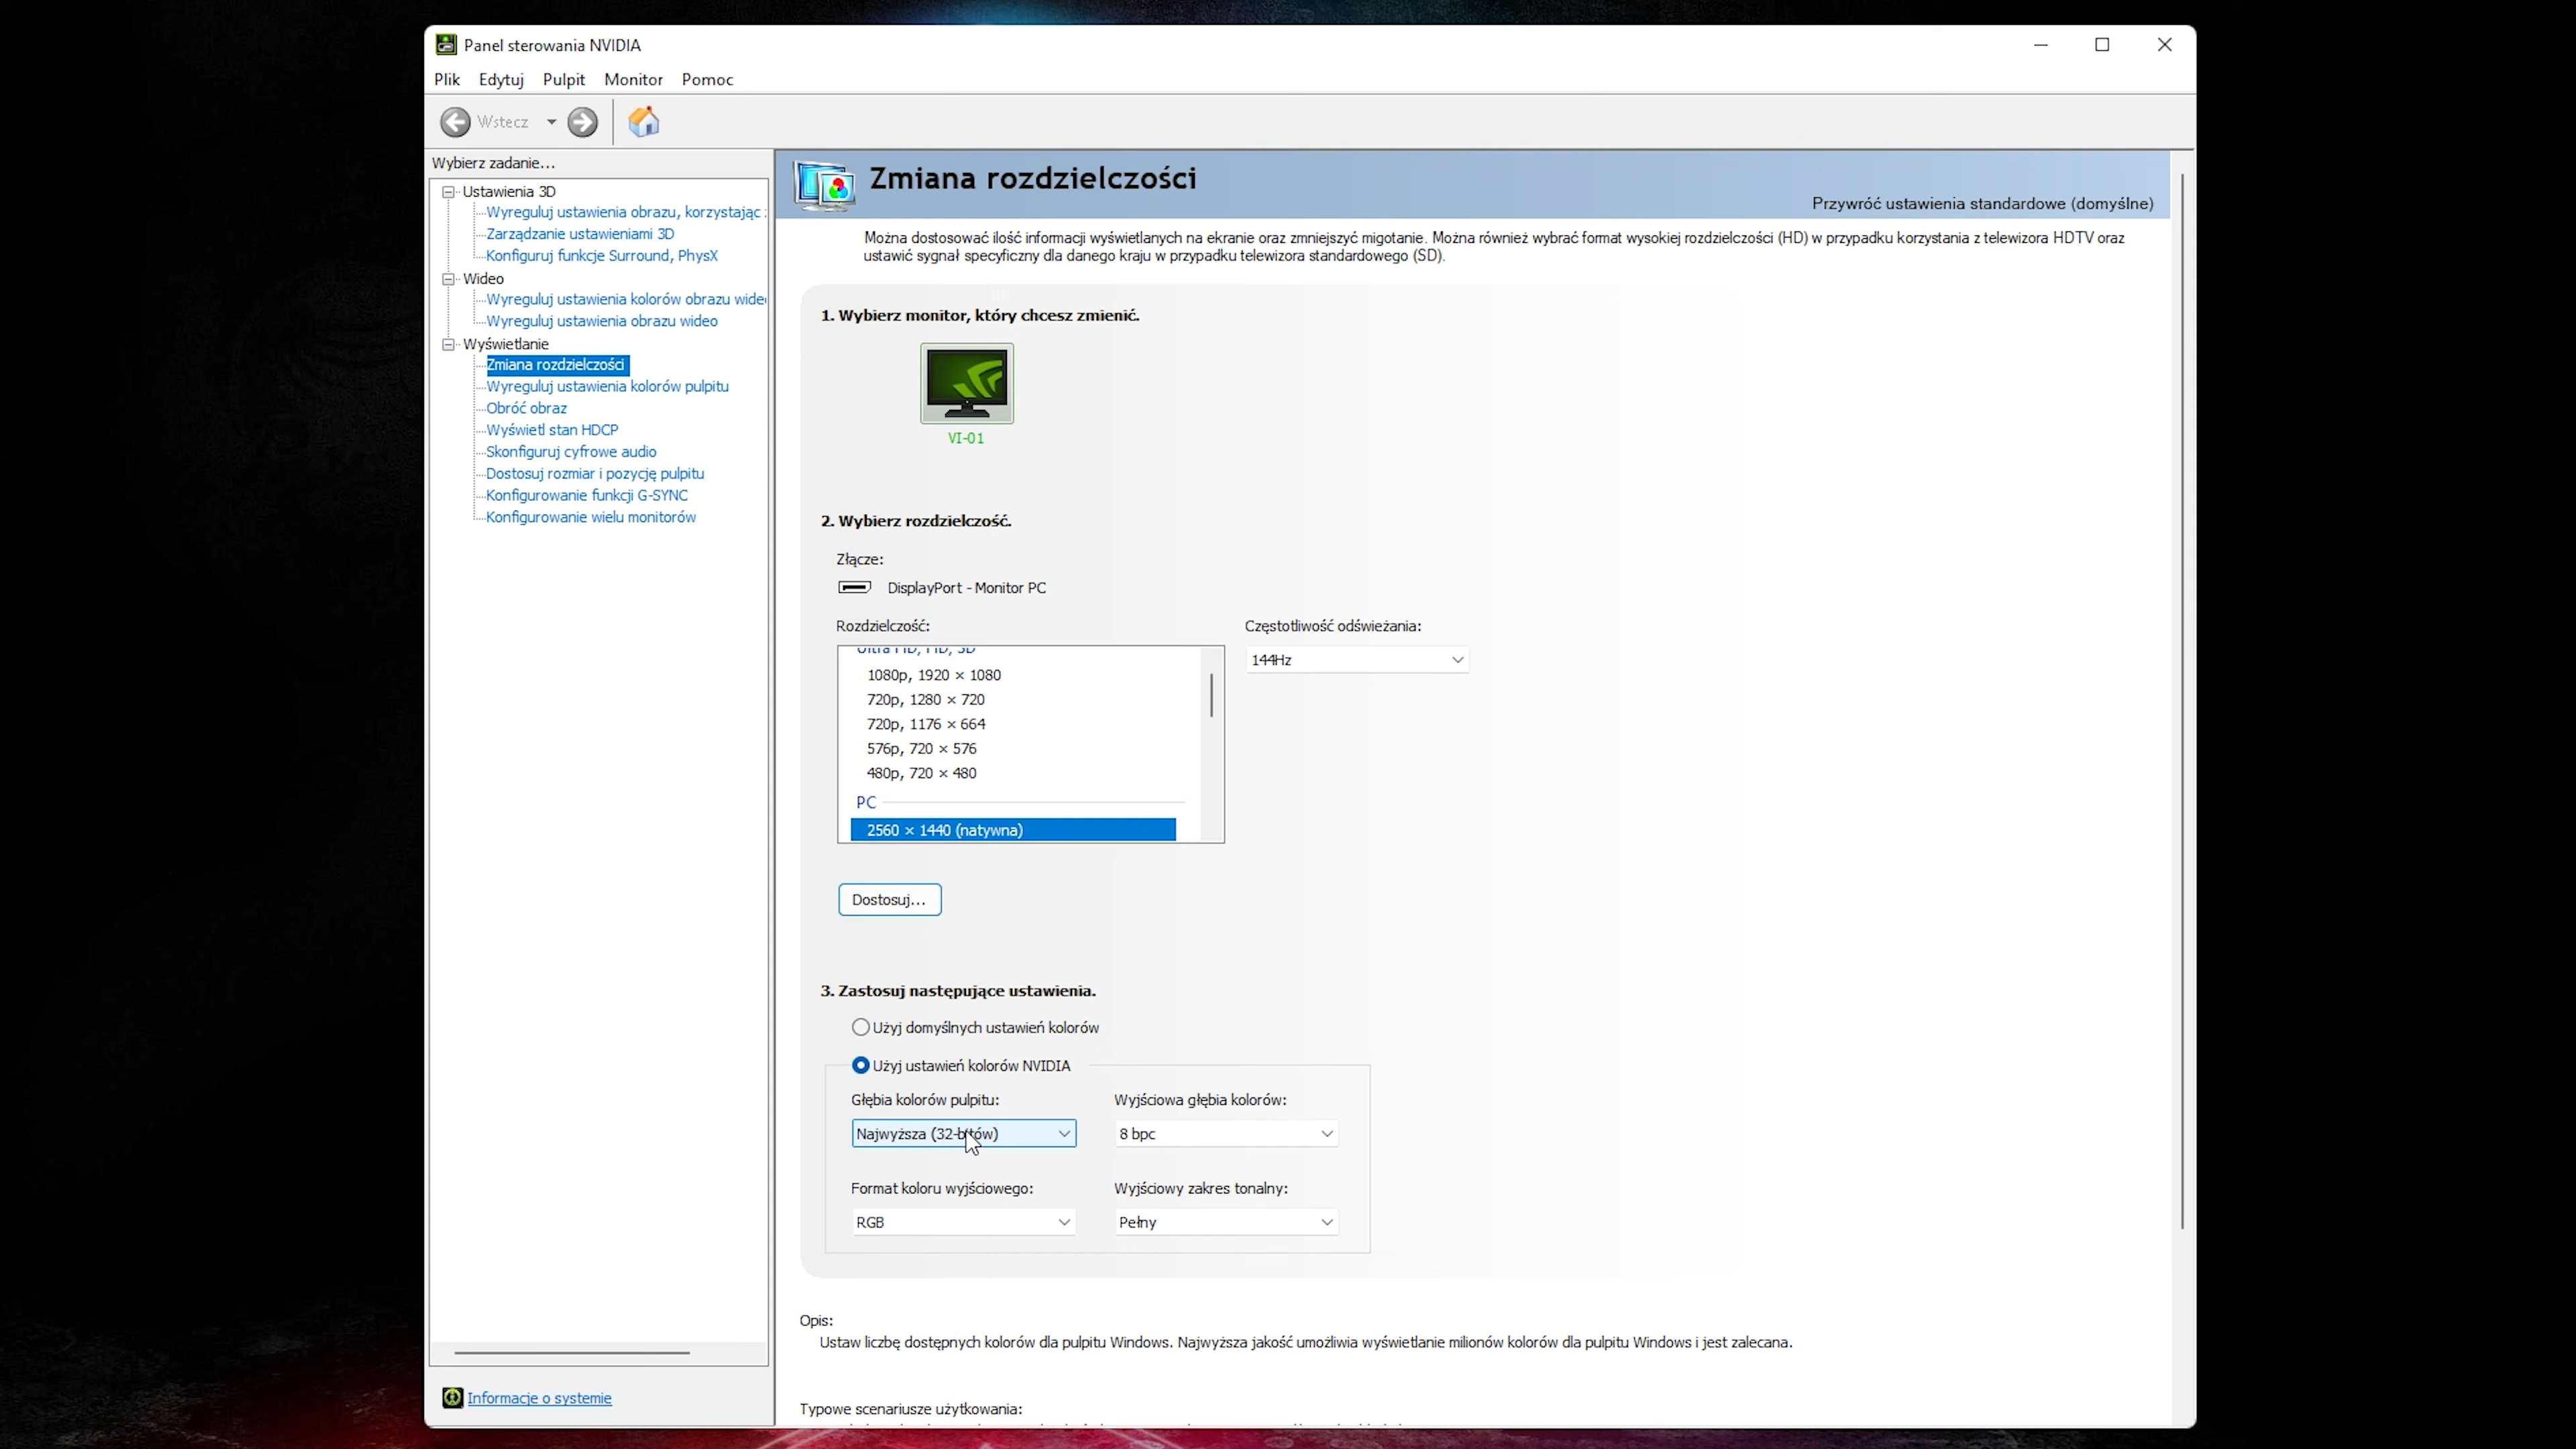 Panel sterowania NVIDIA
Plik Edytuj Pulpit Monitor Pomoc
Wstecz
Wybierz zadanie...
Ustawienia 3D
Wyreguluj ustawienia obrazu, korzystając
Zarządzanie ustawieniami 3D
Konfiguruj funkcje Surround, PhysX
Wideo
Wyreguluj ustawienia kolorów obrazu wide
Wyreguluj ustawienia obrazu wideo
Wyświetlanie
Zmiana rozdzielczości
Wyreguluj ustawienia kolorów pulpitu
Obróć obraz
Wyświetl stan HDCP
Skonfiguruj cyfrowe audio
Dostosuj rozmiar i pozycję pulpitu
Konfigurowanie funkcji G-SYNC
Konfigurowanie wielu monitorów
Informacje o systemie
Zmiana rozdzielczości
Przywróć ustawienia standardowe (domyślne)
Można dostosować ilość informacji wyświetlanych na ekranie oraz zmniejszyć migotanie. Można również wybrać format wysokiej rozdzielczości (HD) w przypadku korzystania z telewizora HDTV oraz
ustawić sygnał specyficzny dla danego kraju w przypadku telewizora standardowego (SD).
1. Wybierz monitor, który chcesz zmienić.
VI-01
2. Wybierz rozdzielczość.
Złącze:
DisplayPort - Monitor PC
Rozdzielczość:
Ultra HD, HD, SD
1080p, 1920 × 1080
720p, 1280 × 720
720p, 1176 × 664
576p, 720 × 576
480p, 720 × 480
PC
2560 × 1440 (natywna)
Częstotliwość odświeżania:
144Hz
Dostosuj...
3. Zastosuj następujące ustawienia.
Użyj domyślnych ustawień kolorów
Użyj ustawień kolorów NVIDIA
Głębia kolorów pulpitu: Wyjściowa głębia kolorów:
Najwyższa (32-bitów) 8 bpc
Format koloru wyjściowego: Wyjściowy zakres tonalny:
RGB Pełny
Opis:
Ustaw liczbę dostępnych kolorów dla pulpitu Windows. Najwyższa jakość umożliwia wyświetlanie milionów kolorów dla pulpitu Windows i jest zalecana.
Typowe scenariusze użytkowania: